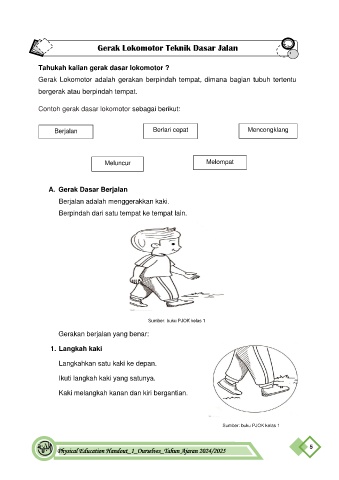 Gerak Lokomotor Teknik Dasar Jalan
Tahukah kalian gerak dasar lokomotor ?
Gerak Lokomotor adalah gerakan berpindah tempat, dimana bagian tubuh tertentu
bergerak atau berpindah tempat.
Contoh gerak dasar lokomotor sebagai berikut:
Berjalan
Berlari cepat
Mencongklang
Meluncur
Melompat
A. Gerak Dasar Berjalan
Berjalan adalah menggerakkan kaki.
Berpindah dari satu tempat ke tempat lain.
Sumber: buku PJOK kelas 1
Gerakan berjalan yang benar:
1. Langkah kaki
Langkahkan satu kaki ke depan.
Ikuti langkah kaki yang satunya.
Kaki melangkah kanan dan kiri bergantian.
Sumber: buku PJOK kelas 1
Physical Education Handout_1_Ourselves_Tahun Ajaran 2024/2025
5